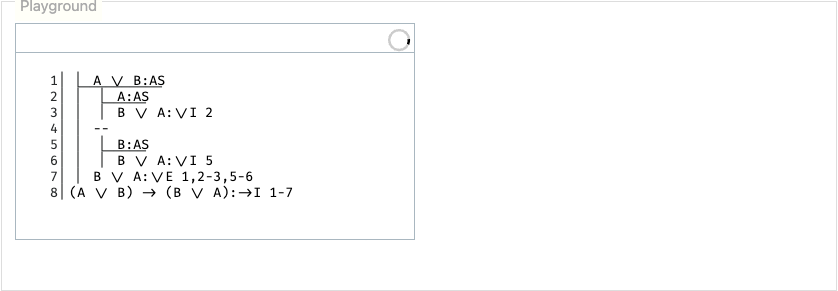 Playground
1 A ∨ B:AS
2 A:AS
3 B ∨ A:∨I 2
4 --
5 B:AS
6 B ∨ A:∨I 5
7 B ∨ A:∨E 1,2-3,5-6
8 (A ∨ B) → (B ∨ A):→I 1-7